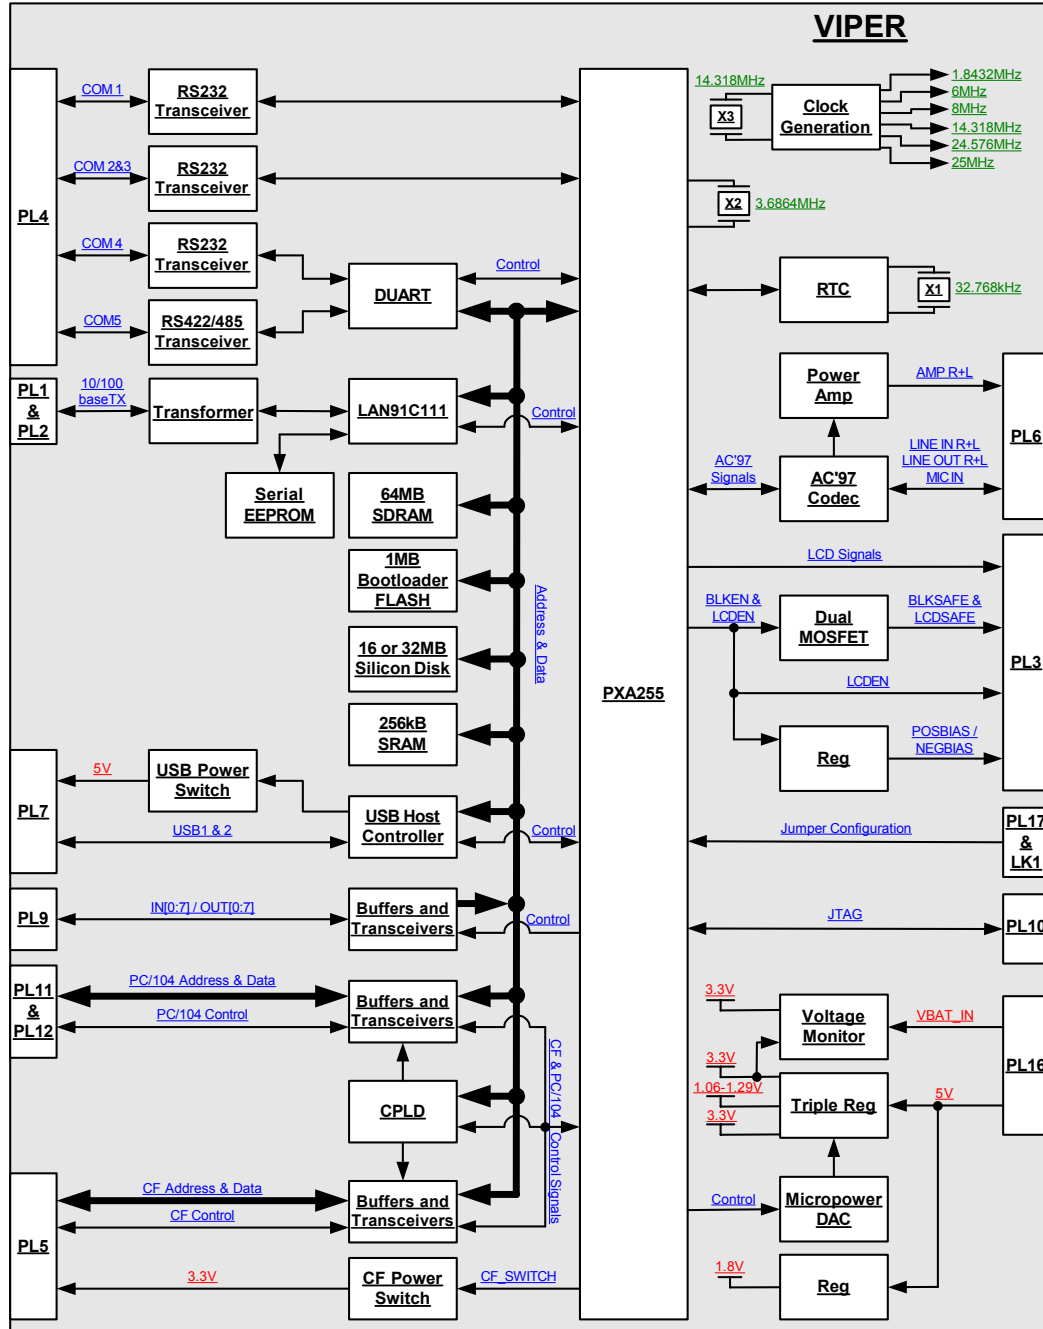 VIPER
PL4
COM 1
RS232
Transceiver
COM 2&3
RS232
Transceiver
COM 4
RS232
Transceiver
COM5
RS422/485
Transceiver
DUART
Control
PL1
&
PL2
10/100
baseTX
Transformer
LAN91C111
Control
Serial
EEPROM
64MB
SDRAM
1MB
Bootloader
FLASH
16 or 32MB
Silicon Disk
256kB
SRAM
Address & Data
PL7
5V
USB Power
Switch
USB1 & 2
USB Host
Controller
Control
PL9
IN[0:7] / OUT[0:7]
Buffers and
Transceivers
Control
PL11
&
PL12
PC/104 Address & Data
PC/104 Control
Buffers and
Transceivers
CPLD
CF & PC/104 Control Signals
PL5
CF Address & Data
CF Control
Buffers and
Transceivers
3.3V
CF Power
Switch
CF_SWITCH
PXA255
14.318MHz
X3
Clock
Generation
1.8432MHz
6MHz
8MHz
14.318MHz
24.576MHz
25MHz
X2
3.6864MHz
RTC
X1
32.768kHz
Power
Amp
AMP R+L
PL6
AC'97
Signals
AC'97
Codec
LINE IN R+L
LINE OUT R+L
MIC IN
LCD Signals
BLKEN &
LCDEN
Dual
MOSFET
BLKSAFE &
LCDSAFE
LCDEN
PL3
Reg
POSBIAS /
NEGBIAS
Jumper Configuration
PL17
&
LK1
JTAG
PL10
3.3V
Voltage
Monitor
VBAT_IN
PL16
3.3V
1.06-1.29V
3.3V
Triple Reg
5V
Control
Micropower
DAC
1.8V
Reg